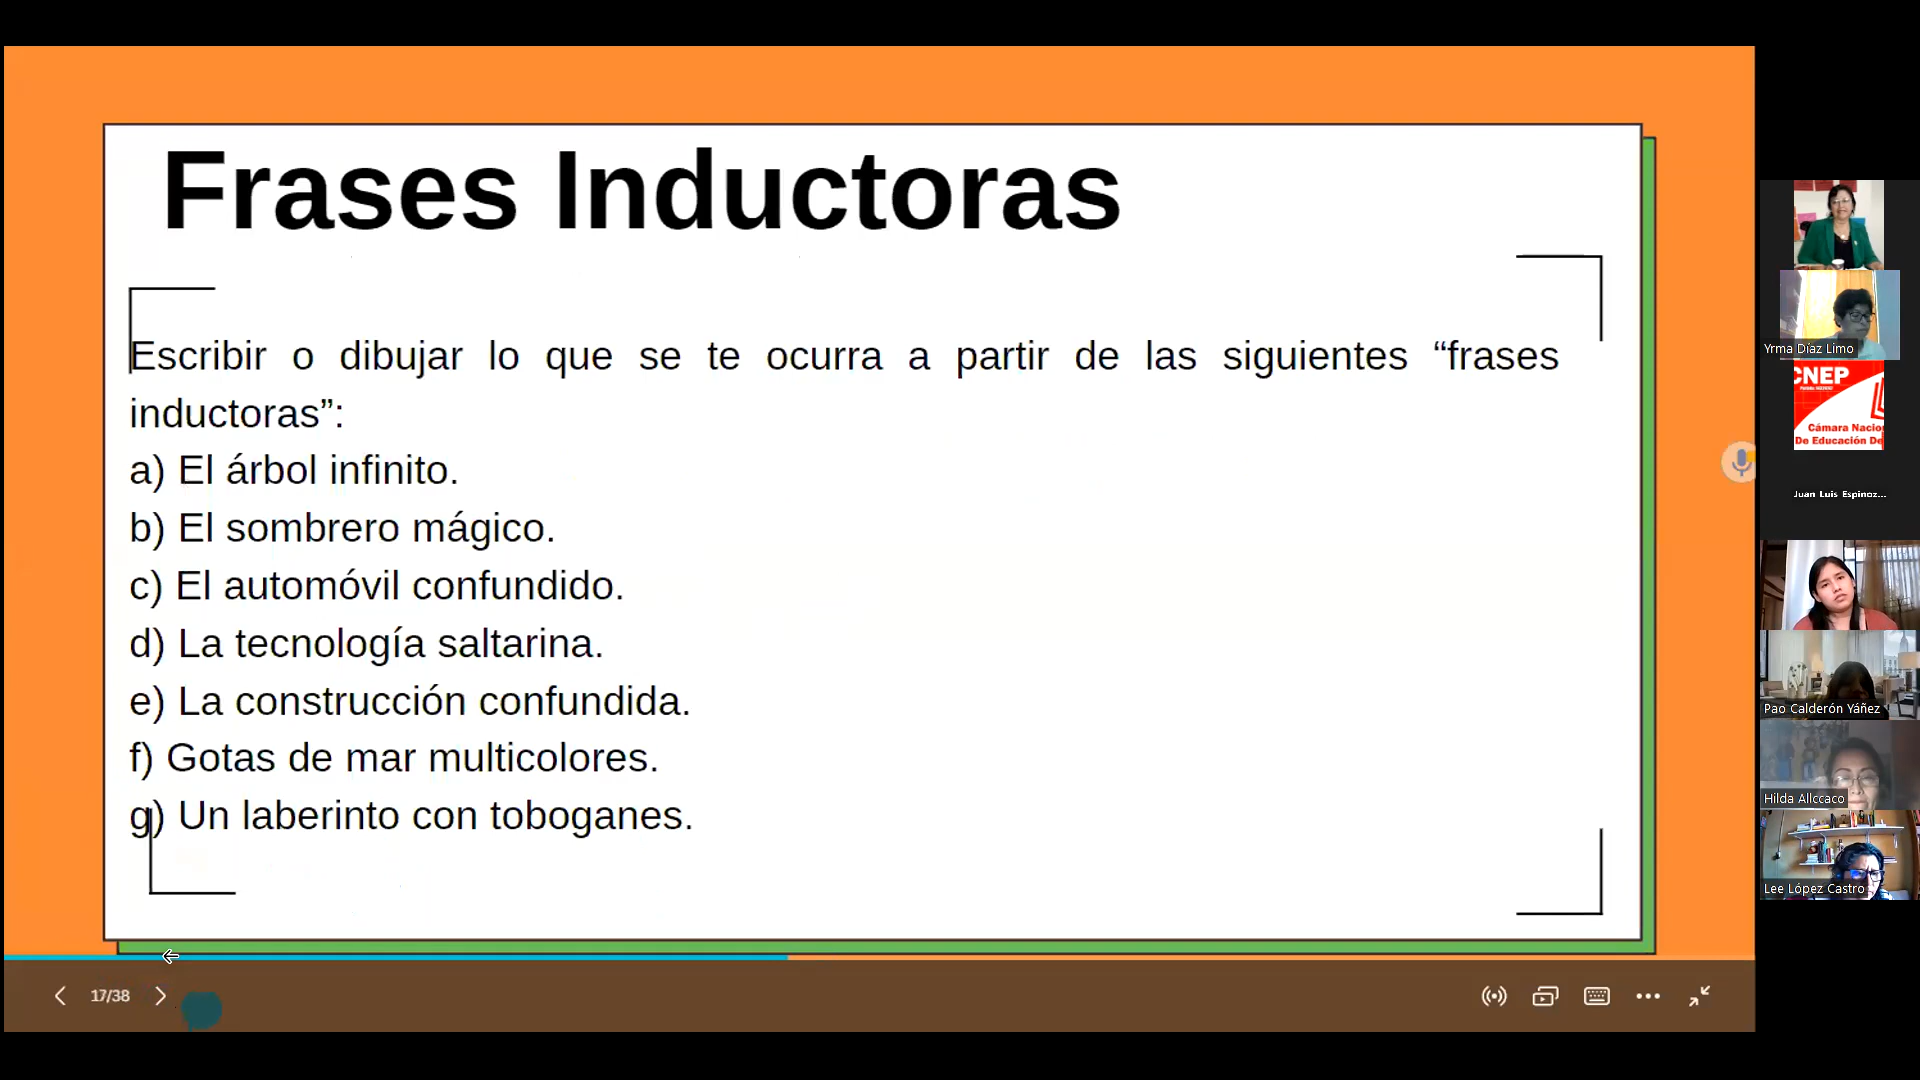 Frases Inductoras
Escribir o dibujar lo que se te ocurra a partir de las siguientes “frases
inductoras”:
a) El árbol infinito.
b) El sombrero mágico.
c) El automóvil confundido.
d) La tecnología saltarina.
e) La construcción confundida.
f) Gotas de mar multicolores.
g) Un laberinto con toboganes.
17/38
Yrma Díaz Limo
CNEP
Cámara Nacio
De Educación De
Juan Luis Espinoz...
Pao Calderón Yáñez
Hilda Allccaco
Lee López Castro